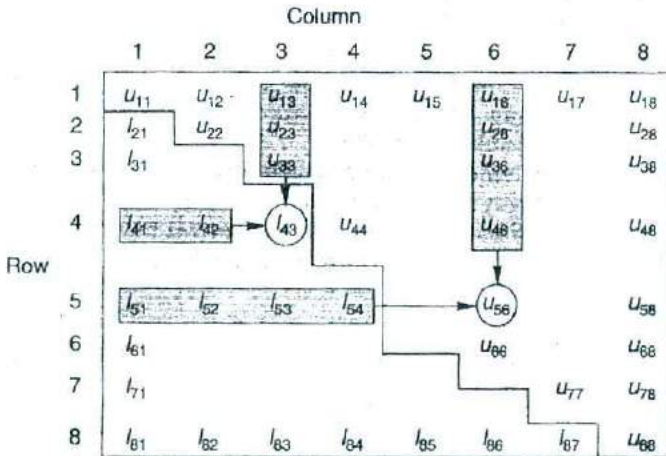 Column
1 2 3 4 5 6 7 8
1 u₁₁ u₁₂ u₁₃ u₁₄ u₁₅ u₁₆ u₁₇ u₁₈
2 l₂₁ u₂₂ u₂₃ u₂₆ u₂₈
3 l₃₁ u₃₃ u₃₆ u₃₈
4 l₄₁ l₄₂ l₄₃ u₄₄ u₄₆ u₄₈
Row
5 l₅₁ l₅₂ l₅₃ l₅₄ u₅₆ u₅₈
6 l₆₁ u₆₆ u₆₈
7 l₇₁ u₇₇ u₇₈
8 l₈₁ l₈₂ l₈₃ l₈₄ l₈₅ l₈₆ l₈₇ u₈₈